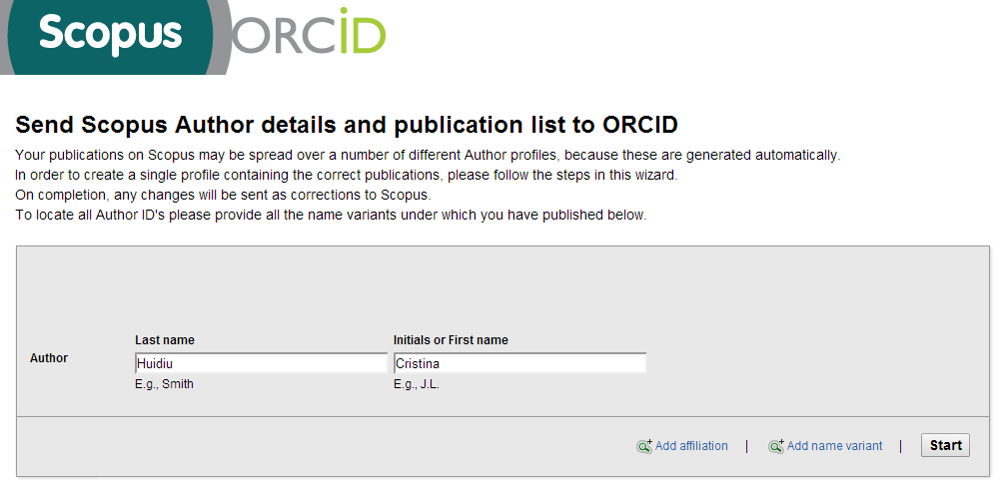 Scopus ORCID
Send Scopus Author details and publication list to ORCID
Your publications on Scopus may be spread over a number of different Author profiles, because these are generated automatically.
In order to create a single profile containing the correct publications, please follow the steps in this wizard.
On completion, any changes will be sent as corrections to Scopus.
To locate all Author ID's please provide all the name variants under which you have published below.
Last name Initials or First name
Author Huidiu Cristina
E.g., Smith E.g., J.L.
Add affiliation | Add name variant | Start